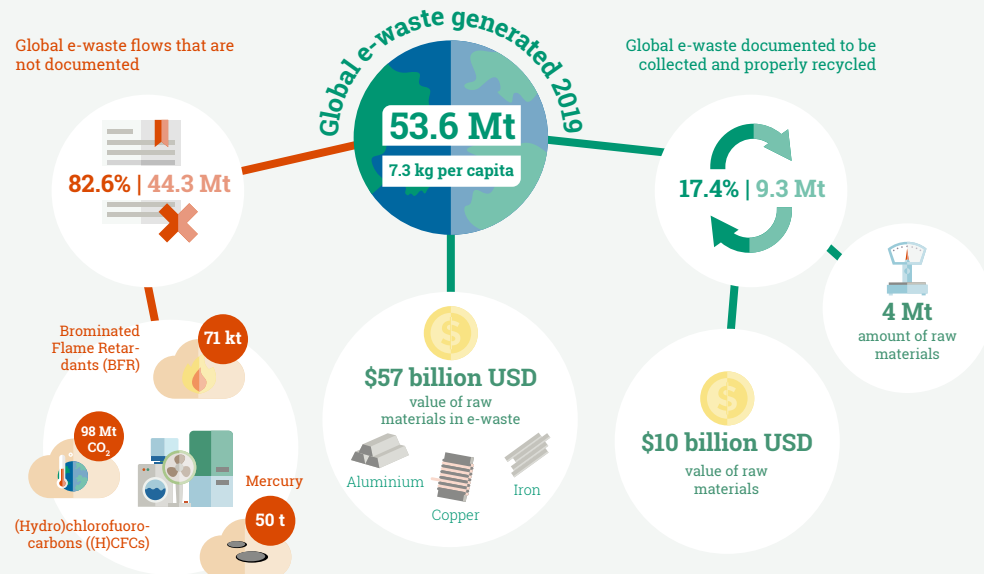 Global e-waste flows that are
not documented
Global e-waste generated 2019
Global e-waste documented to be
collected and properly recycled
53.6 Mt
7.3 kg per capita
82.6% | 44.3 Mt
17.4% | 9.3 Mt
4 Mt
amount of raw
materials
Brominated
Flame Retar-
dants (BFR)
71 kt
98 Mt
CO₂
(Hydro)chlorofuoro-
carbons ((H)CFCs)
Mercury
50 t
$57 billion USD
value of raw
materials in e-waste
Aluminium
Copper
Iron
$10 billion USD
value of raw
materials